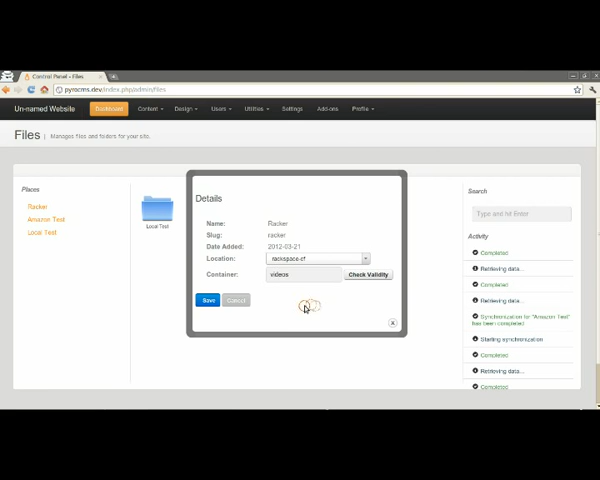 Control Panel - Files
pyrocms.dev/index.php/admin/files
Un-named Website
Dashboard
Content
Design
Users
Utilities
Settings
Add-ons
Profile
Files
Manages files and folders for your site.
Places
Racker
Amazon Test
Local Test
Local Test
Details
Name: Racker
Slug: racker
Date Added: 2012-03-21
Location: rackspace-cf
Container: videos
Check Validity
Save
Cancel
x
Search
Type and hit Enter
Activity
Completed
Retrieving data...
Completed
Retrieving data...
Synchronization for "Amazon Test"
has been completed
Starting synchronization
Completed
Retrieving data...
Completed